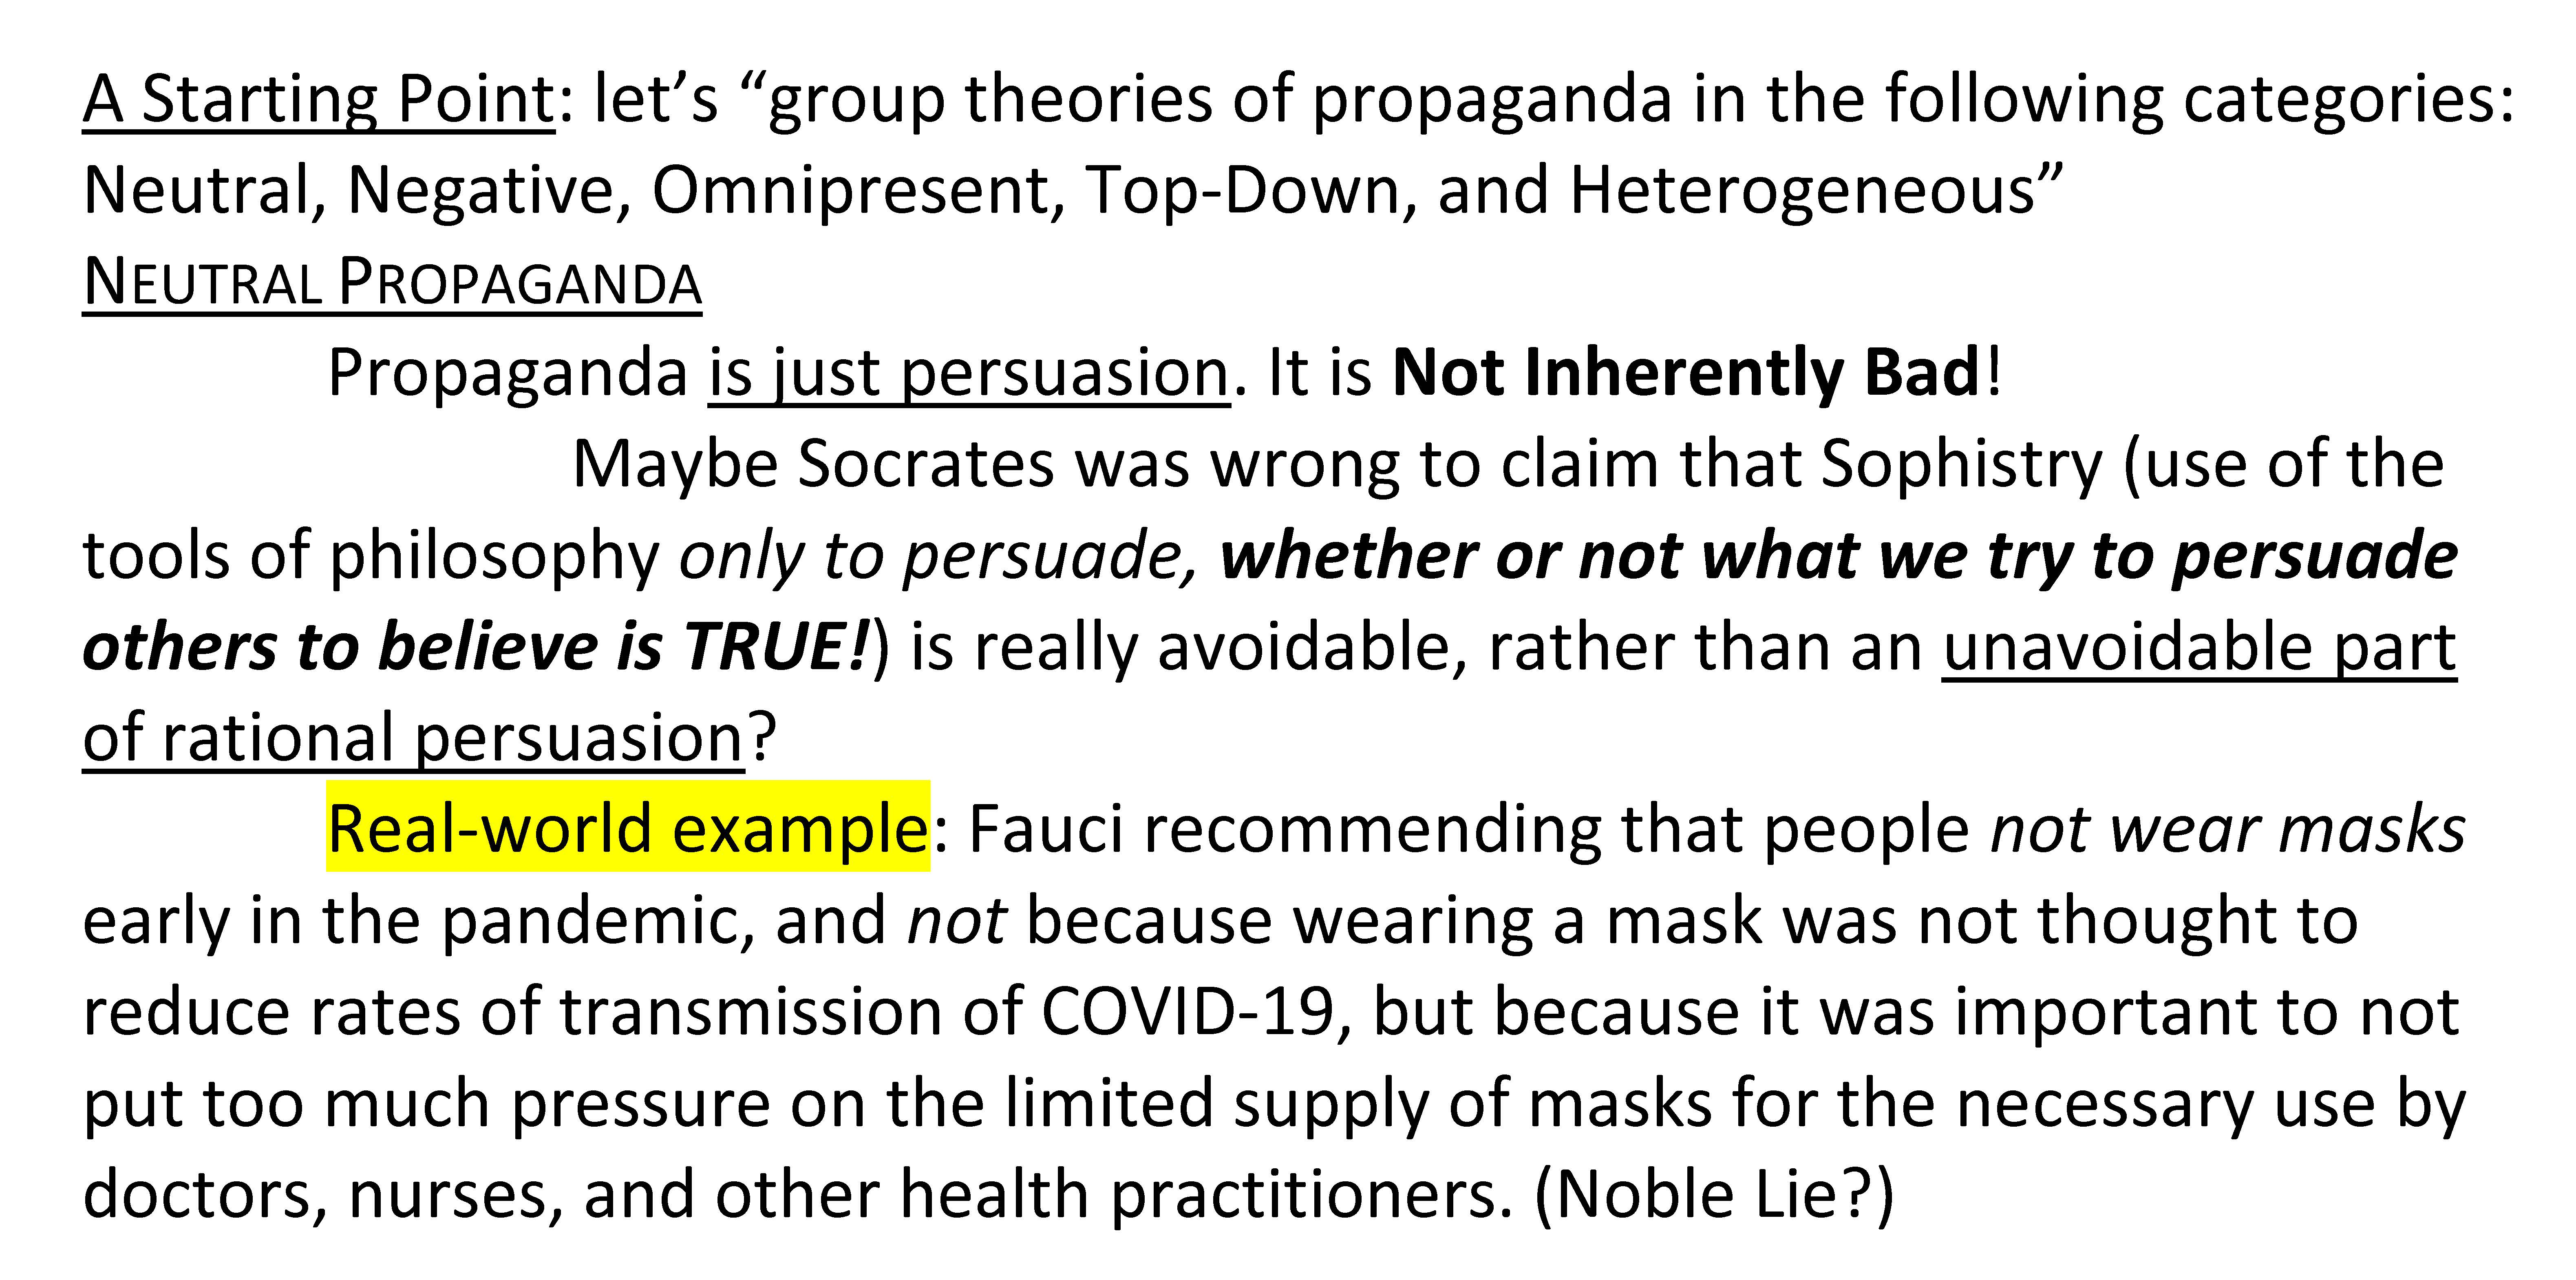 A Starting Point: let’s “group theories of propaganda in the following categories:
Neutral, Negative, Omnipresent, Top-Down, and Heterogeneous”
NEUTRAL PROPAGANDA
Propaganda is just persuasion. It is Not Inherently Bad!
Maybe Socrates was wrong to claim that Sophistry (use of the
tools of philosophy only to persuade, whether or not what we try to persuade
others to believe is TRUE!) is really avoidable, rather than an unavoidable part
of rational persuasion?
Real-world example: Fauci recommending that people not wear masks
early in the pandemic, and not because wearing a mask was not thought to
reduce rates of transmission of COVID-19, but because it was important to not
put too much pressure on the limited supply of masks for the necessary use by
doctors, nurses, and other health practitioners. (Noble Lie?)